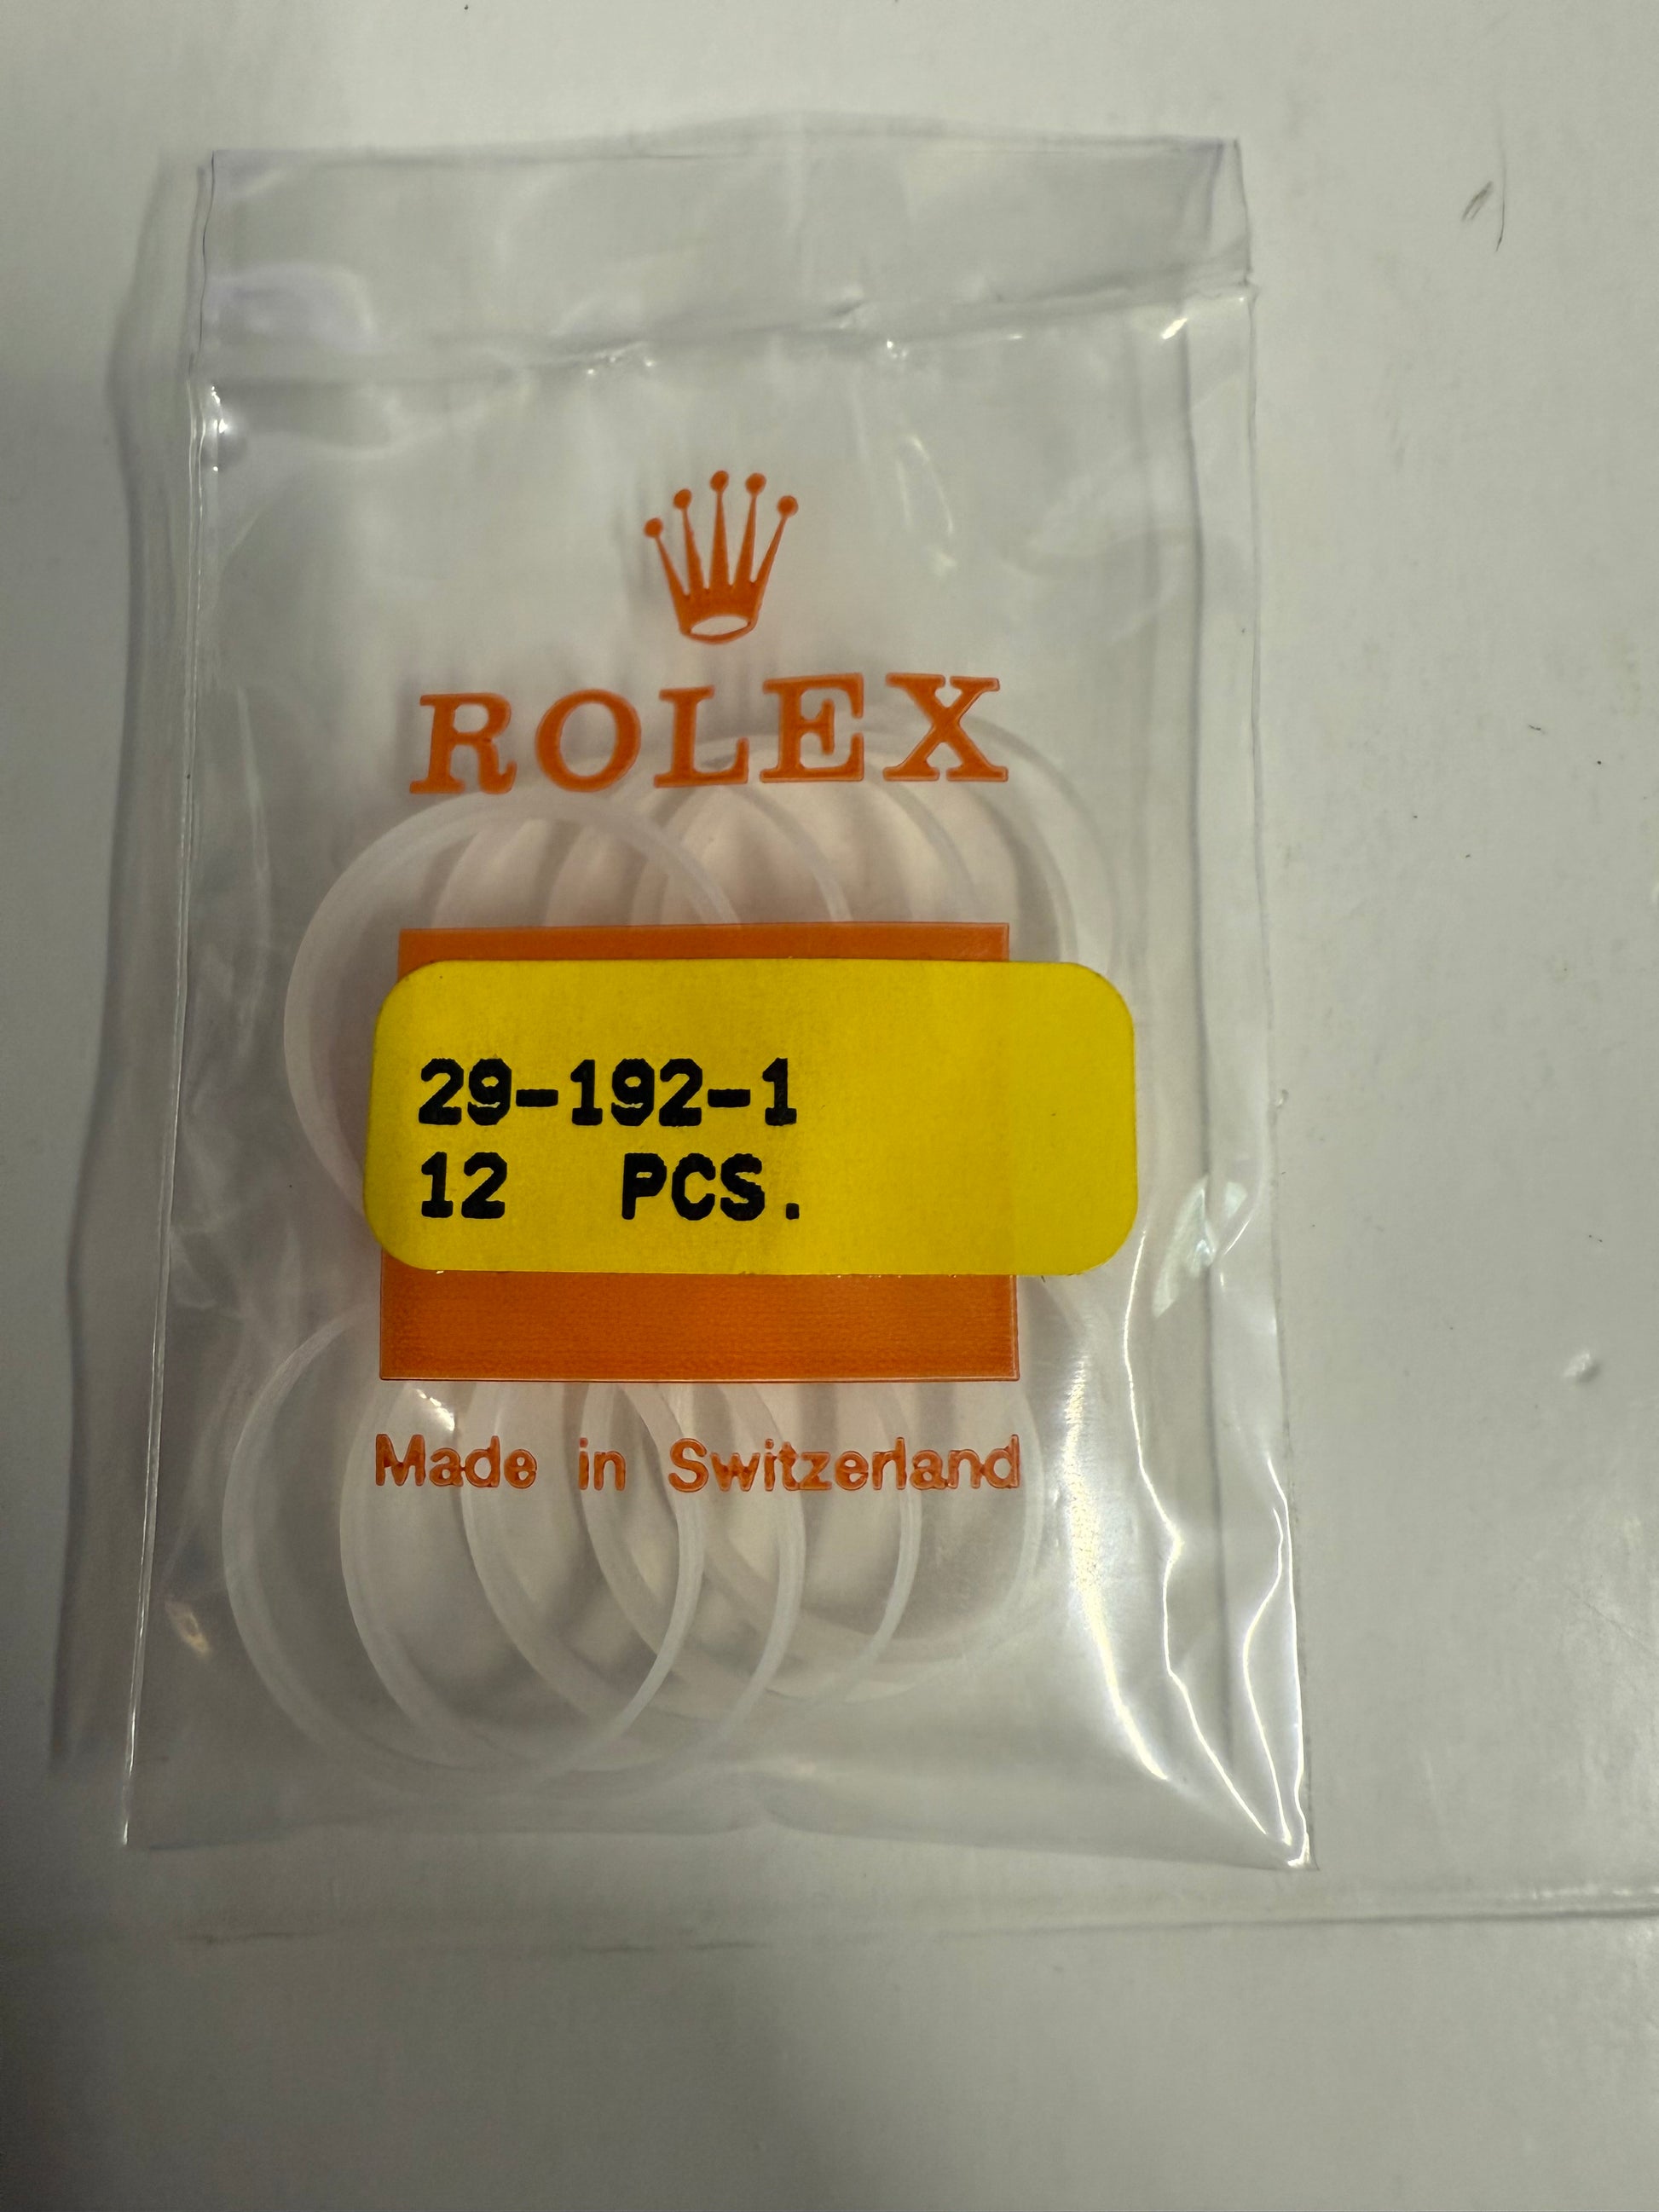 ROLEX
29-192-1
12 PCS.
Made in Switzerland